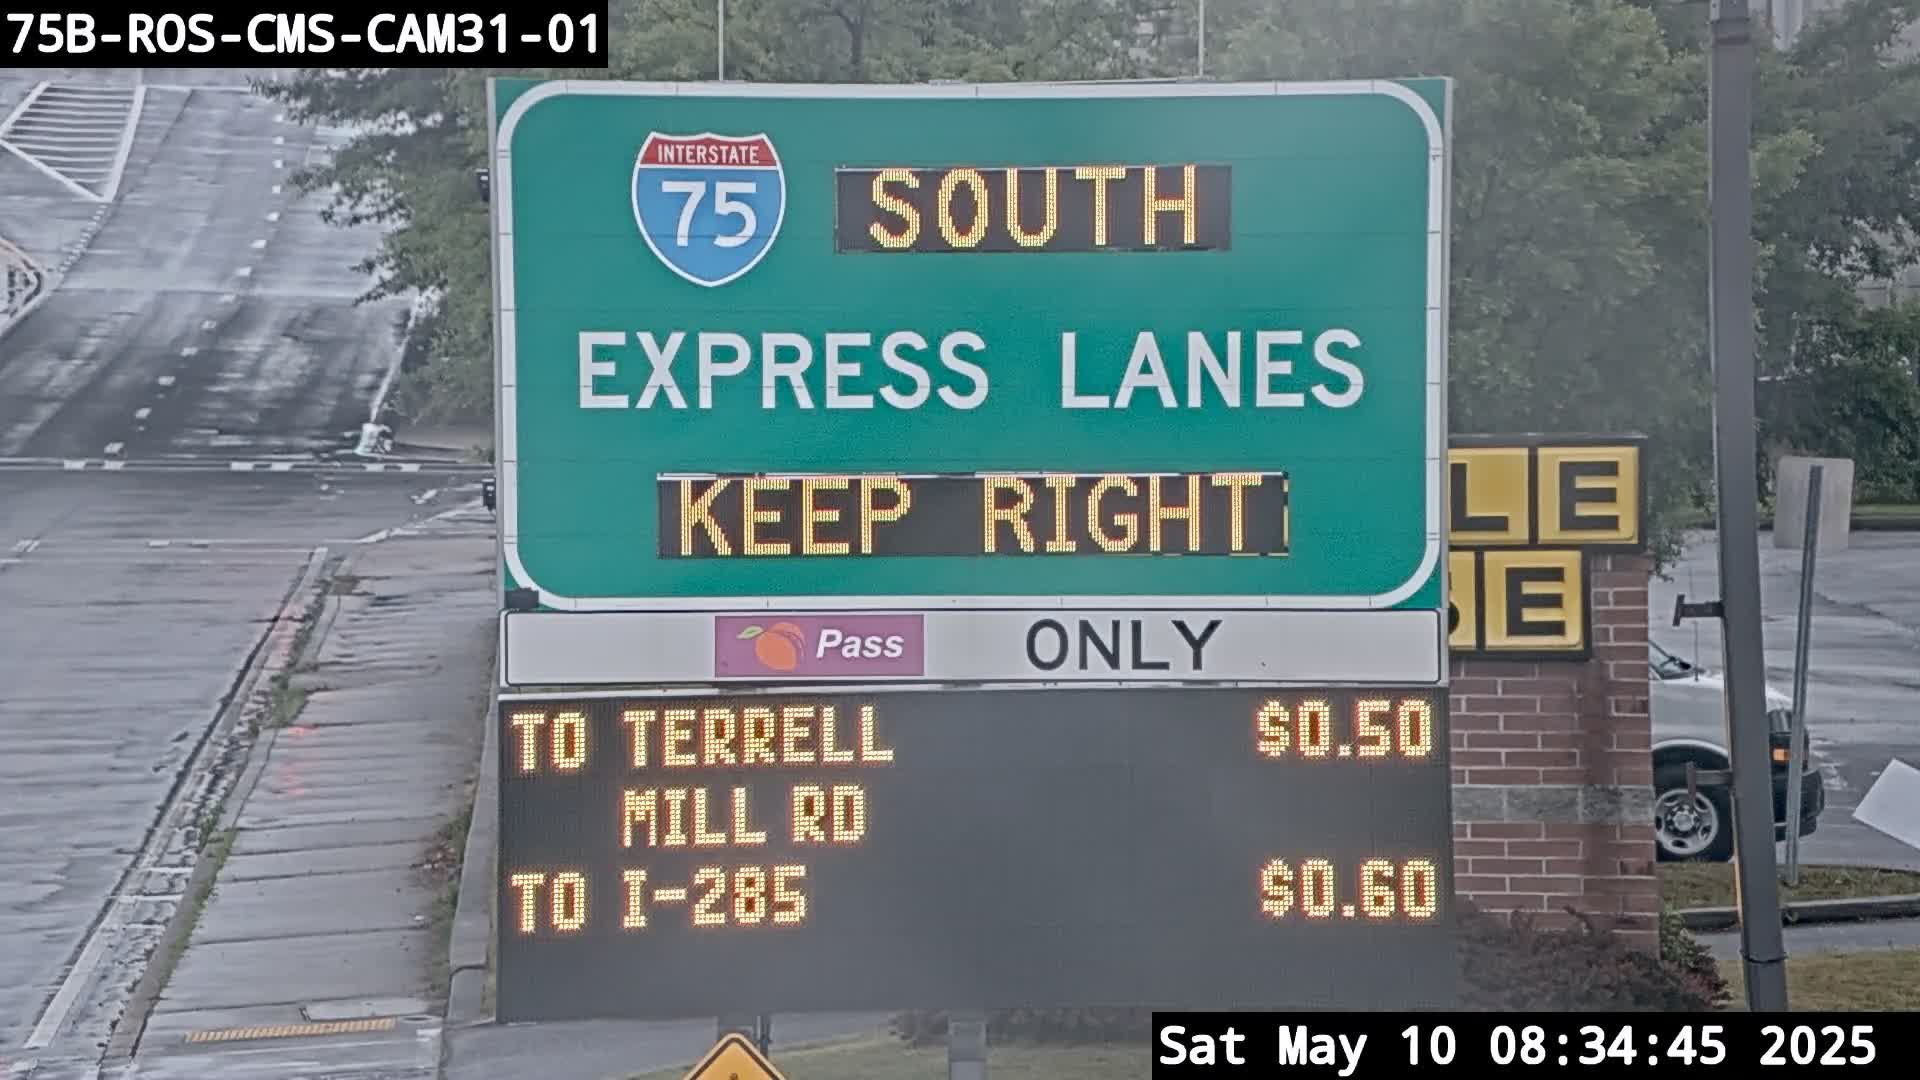 75B-ROS-CMS-CAM31-01
INTERSTATE
75
SOUTH
EXPRESS LANES
KEEP RIGHT
Pass ONLY
LE
E
TO TERRELL $0.50
MILL RD
TO I-285 $0.60
Sat May 10 08:34:45 2025